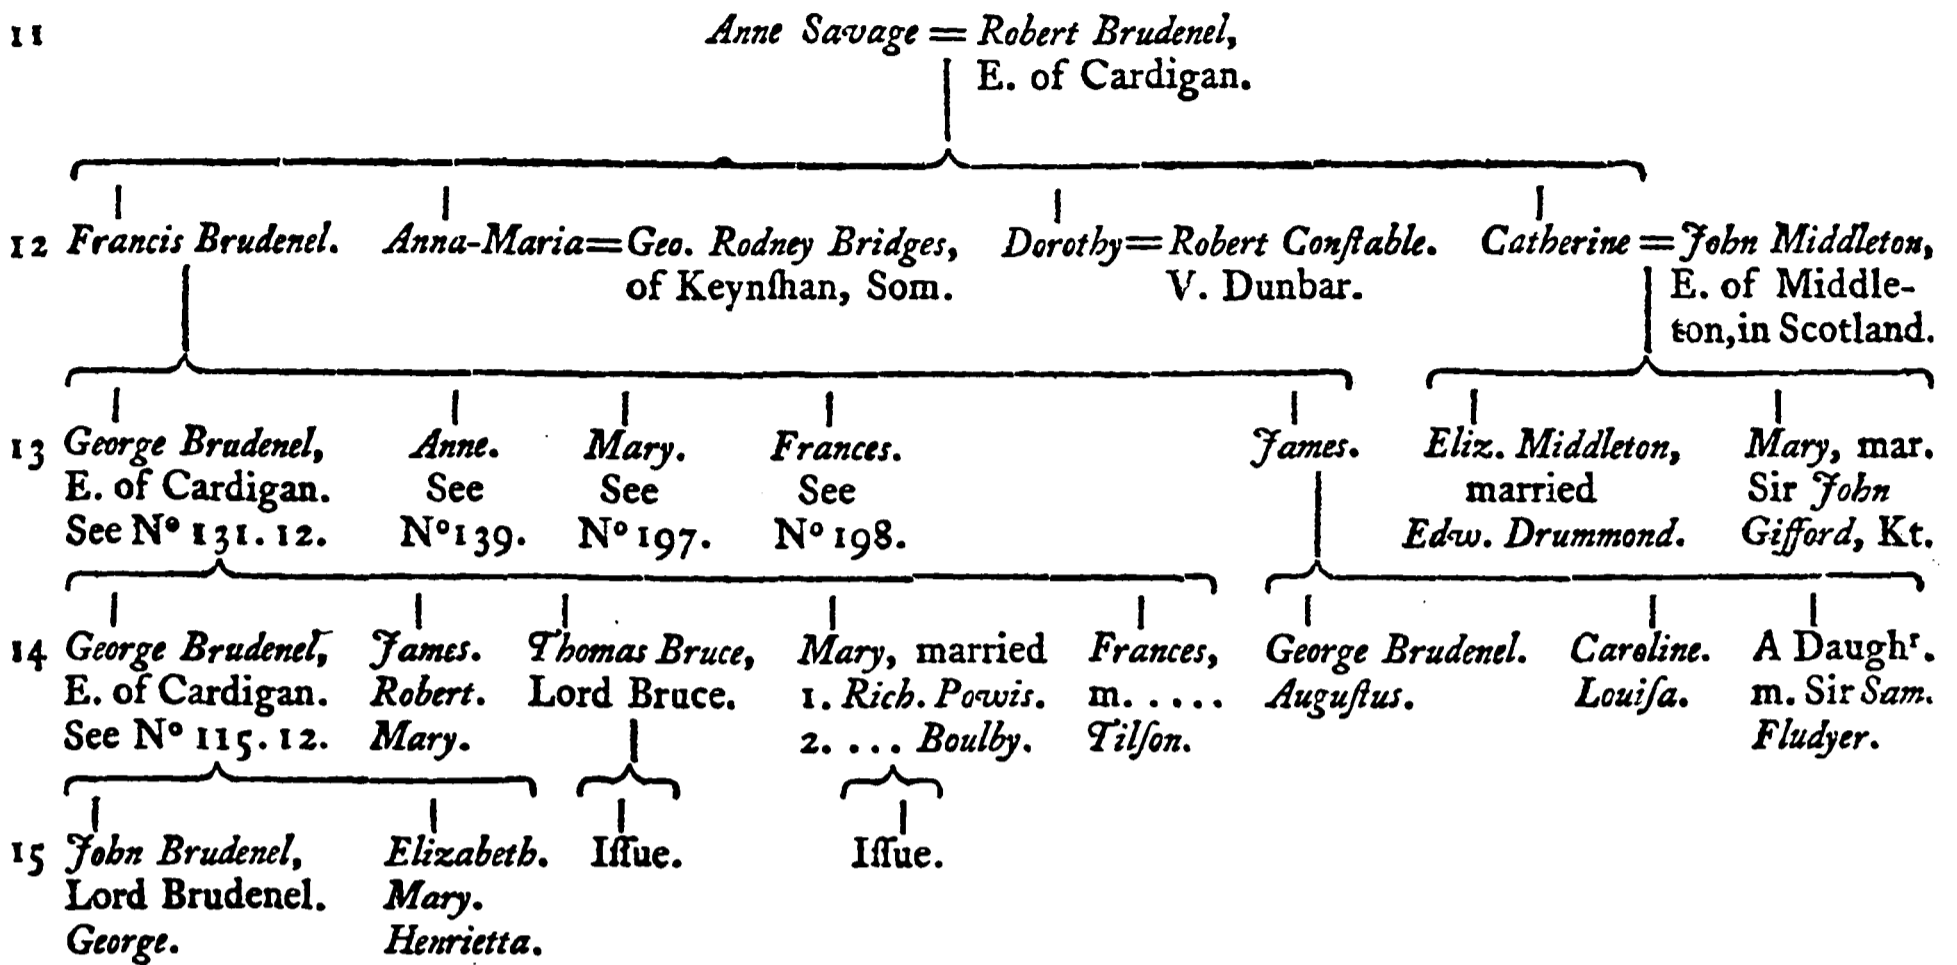 11 Anne Savage = Robert Brudenel,
E. of Cardigan.
12 Francis Brudenel. Anna-Maria=Geo. Rodney Bridges, Dorothy=Robert Conſtable. Catherine=John Middleton,
of Keynſhan, Som. V. Dunbar. E. of Middle-
ton, in Scotland.
13 George Brudenel, Anne. Mary. Frances. James. Eliz. Middleton, Mary, mar.
E. of Cardigan. See See See married Sir John
See Nº 131. 12. Nº 139. Nº 197. Nº 198. Edw. Drummond. Gifford, Kt.
14 George Brudenel, James. Thomas Bruce, Mary, married Frances, George Brudenel. Caroline. A Daughʳ.
E. of Cardigan. Robert. Lord Bruce. 1. Rich. Powis. m. . . . . Auguſtus. Louiſa. m. Sir Sam.
See Nº 115. 12. Mary. 2. . . . Boulby. Tilſon. Fludyer.
15 John Brudenel, Elizabeth. Iſſue. Iſſue.
Lord Brudenel. Mary.
George. Henrietta.